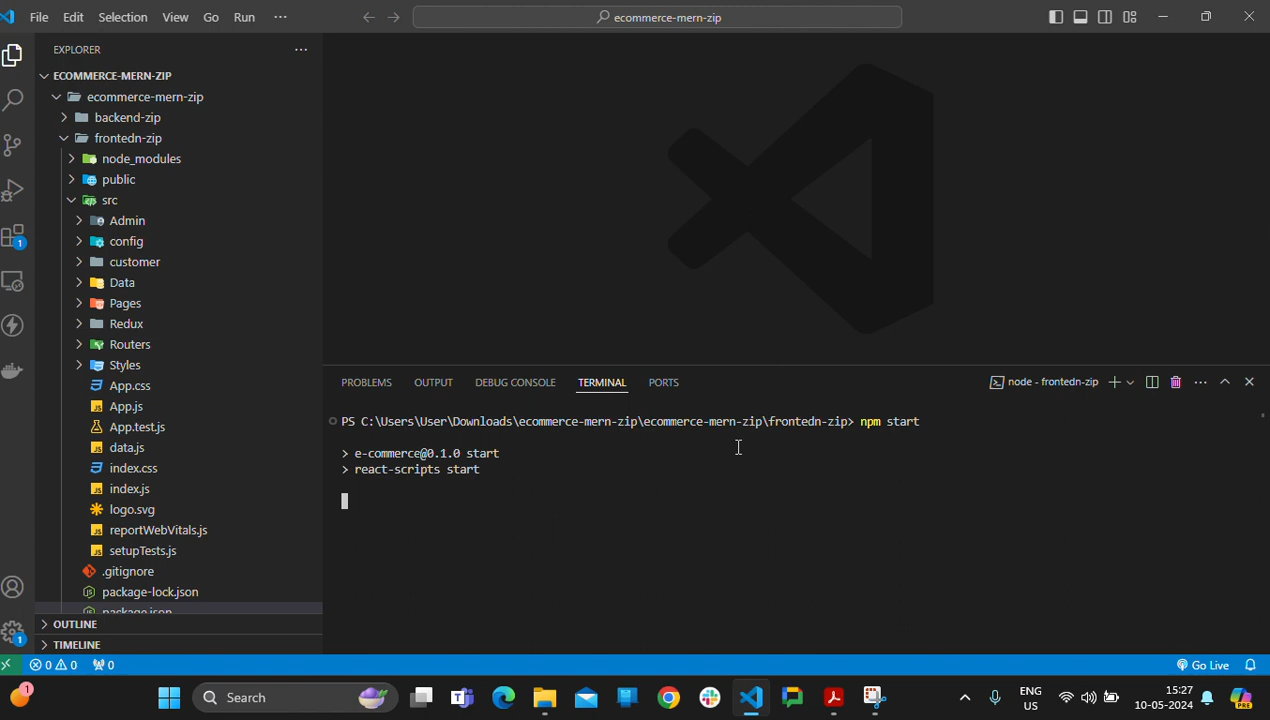 File Edit Selection View Go Run ···
ecommerce-mern-zip
EXPLORER
ECOMMERCE-MERN-ZIP
ecommerce-mern-zip
backend-zip
frontedn-zip
node_modules
public
src
Admin
config
customer
Data
Pages
Redux
Routers
Styles
App.css
App.js
App.test.js
data.js
index.css
index.js
logo.svg
reportWebVitals.js
setupTests.js
.gitignore
package-lock.json
package.json
OUTLINE
TIMELINE
PROBLEMS OUTPUT DEBUG CONSOLE TERMINAL PORTS
node - frontedn-zip
PS C:\Users\User\Downloads\ecommerce-mern-zip\ecommerce-mern-zip\frontedn-zip> npm start
> e-commerce@0.1.0 start
> react-scripts start
1
1
0 0 0
Go Live
1
Search
ENG
US
15:27
10-05-2024
PRE